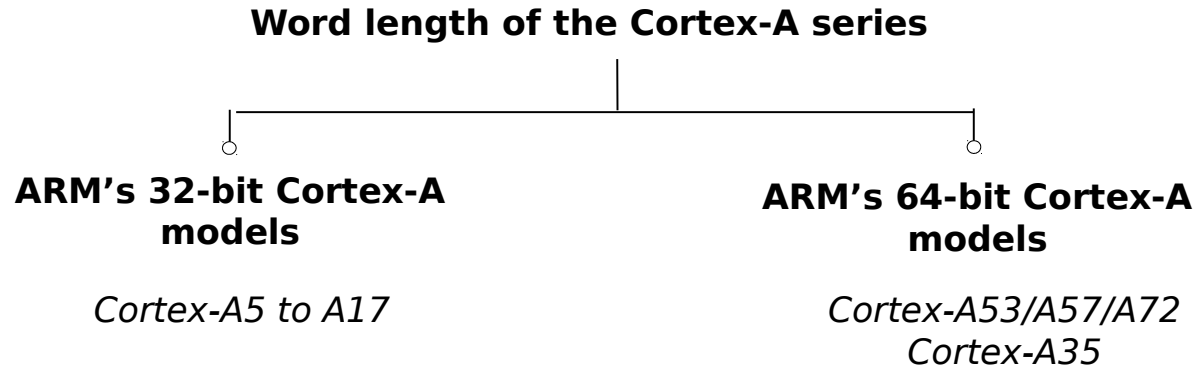 Word length of the Cortex-A series
ARM’s 32-bit Cortex-A
models
Cortex-A5 to A17
ARM’s 64-bit Cortex-A
models
Cortex-A53/A57/A72
Cortex-A35